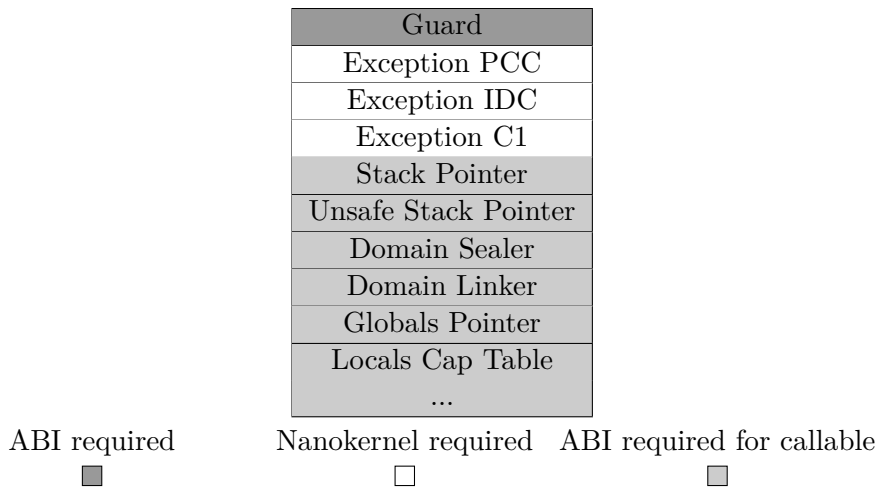 Guard
Exception PCC
Exception IDC
Exception C1
Stack Pointer
Unsafe Stack Pointer
Domain Sealer
Domain Linker
Globals Pointer
Locals Cap Table
...
ABI required Nanokernel required ABI required for callable